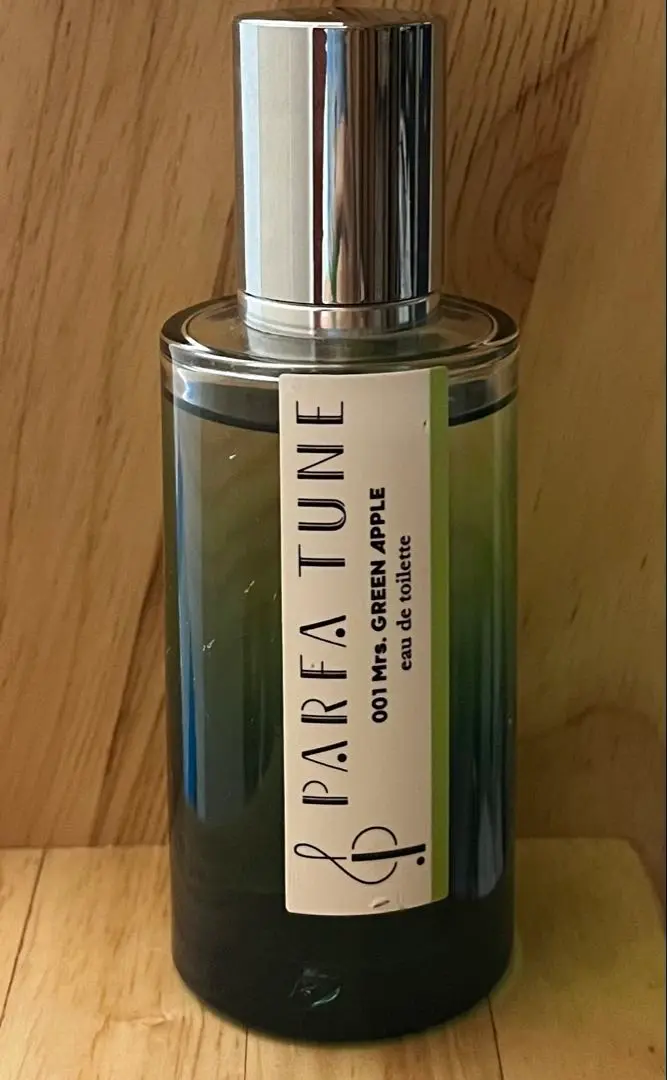 PARFA TUNE
001 Mrs. GREEN APPLE
eau de toilette